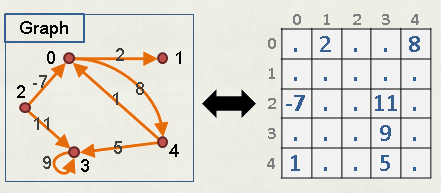 Graph
0
2
1
-7
8
2
1
11
5
4
9
3
0 1 2 3 4
0 . 2 . . 8
1 . . . . .
2 -7 . . 11 .
3 . . . 9 .
4 1 . . 5 .